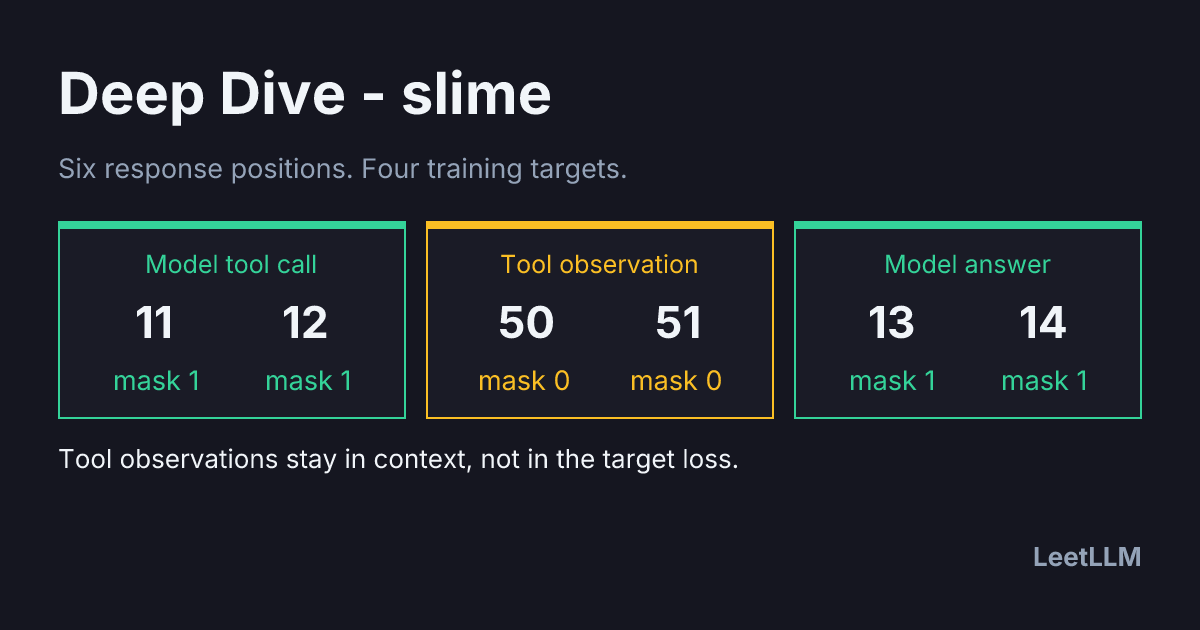 Deep Dive - slime
Six response positions. Four training targets.
Model tool call
11 12
mask 1 mask 1
Tool observation
50 51
mask 0 mask 0
Model answer
13 14
mask 1 mask 1
Tool observations stay in context, not in the target loss.
LeetLLM